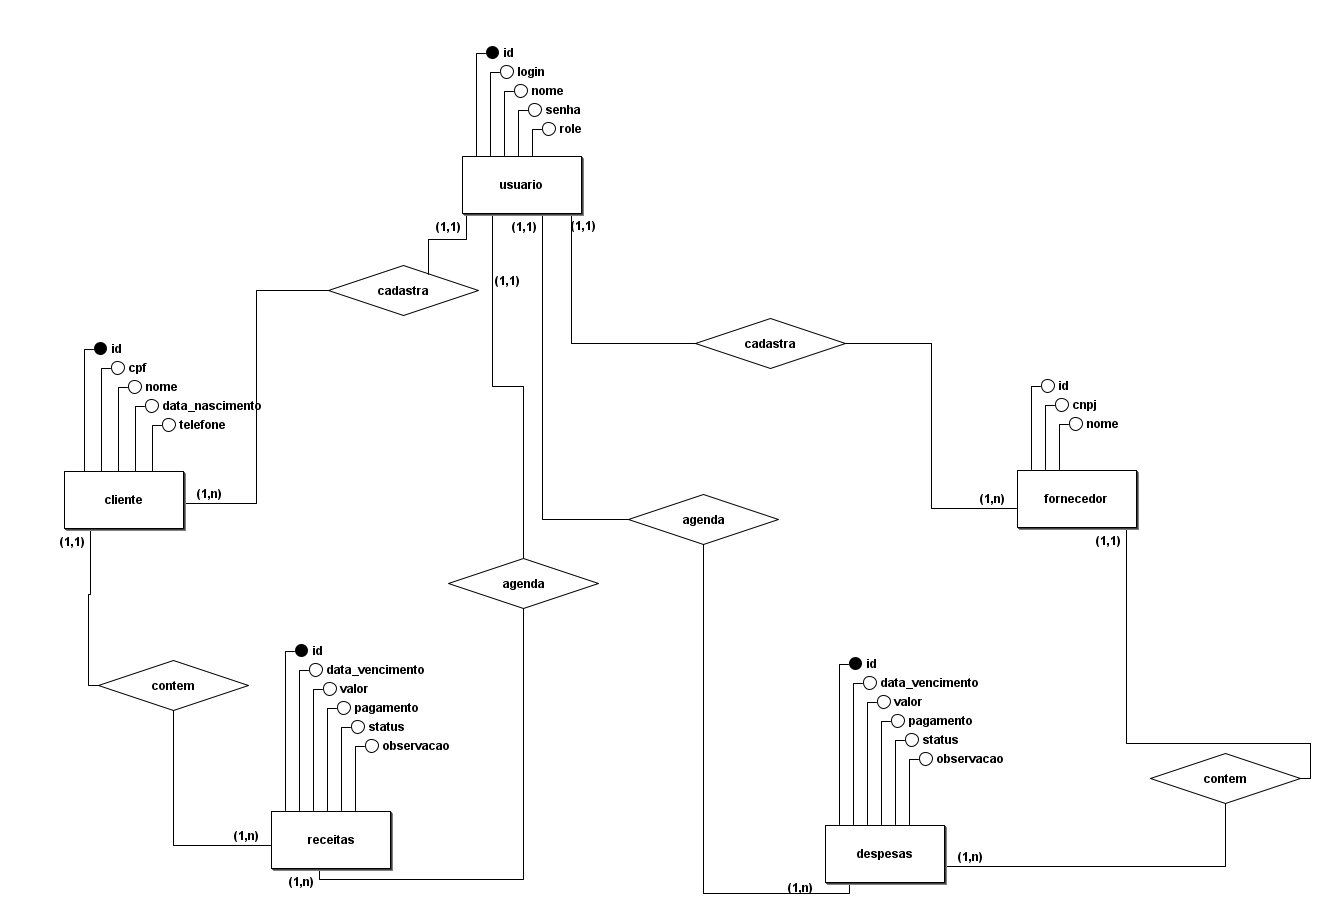 id
login
nome
senha
role
usuario
(1,1)
(1,1)
(1,1)
(1,1)
cadastra
cadastra
id
cpf
nome
data_nascimento
telefone
cliente
(1,n)
(1,1)
id
cnpj
nome
fornecedor
(1,n)
(1,1)
agenda
agenda
contem
id
data_vencimento
valor
pagamento
status
observacao
receitas
(1,n)
(1,n)
id
data_vencimento
valor
pagamento
status
observacao
despesas
(1,n)
(1,n)
contem